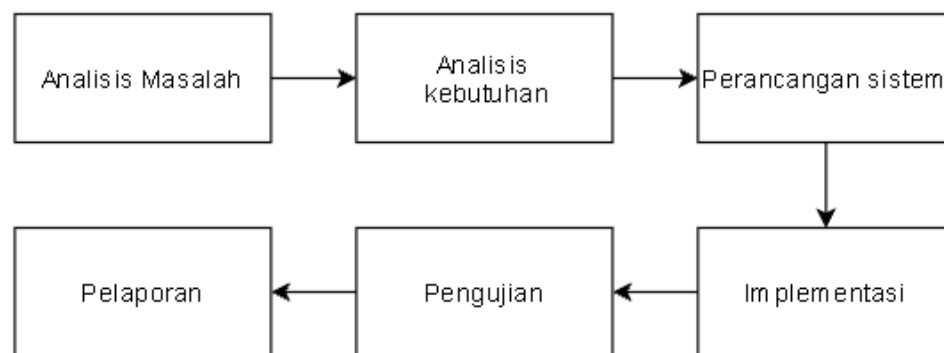 Analisis Masalah
Analisis
kebutuhan
Perancangan sistem
Implementasi
Pengujian
Pelaporan